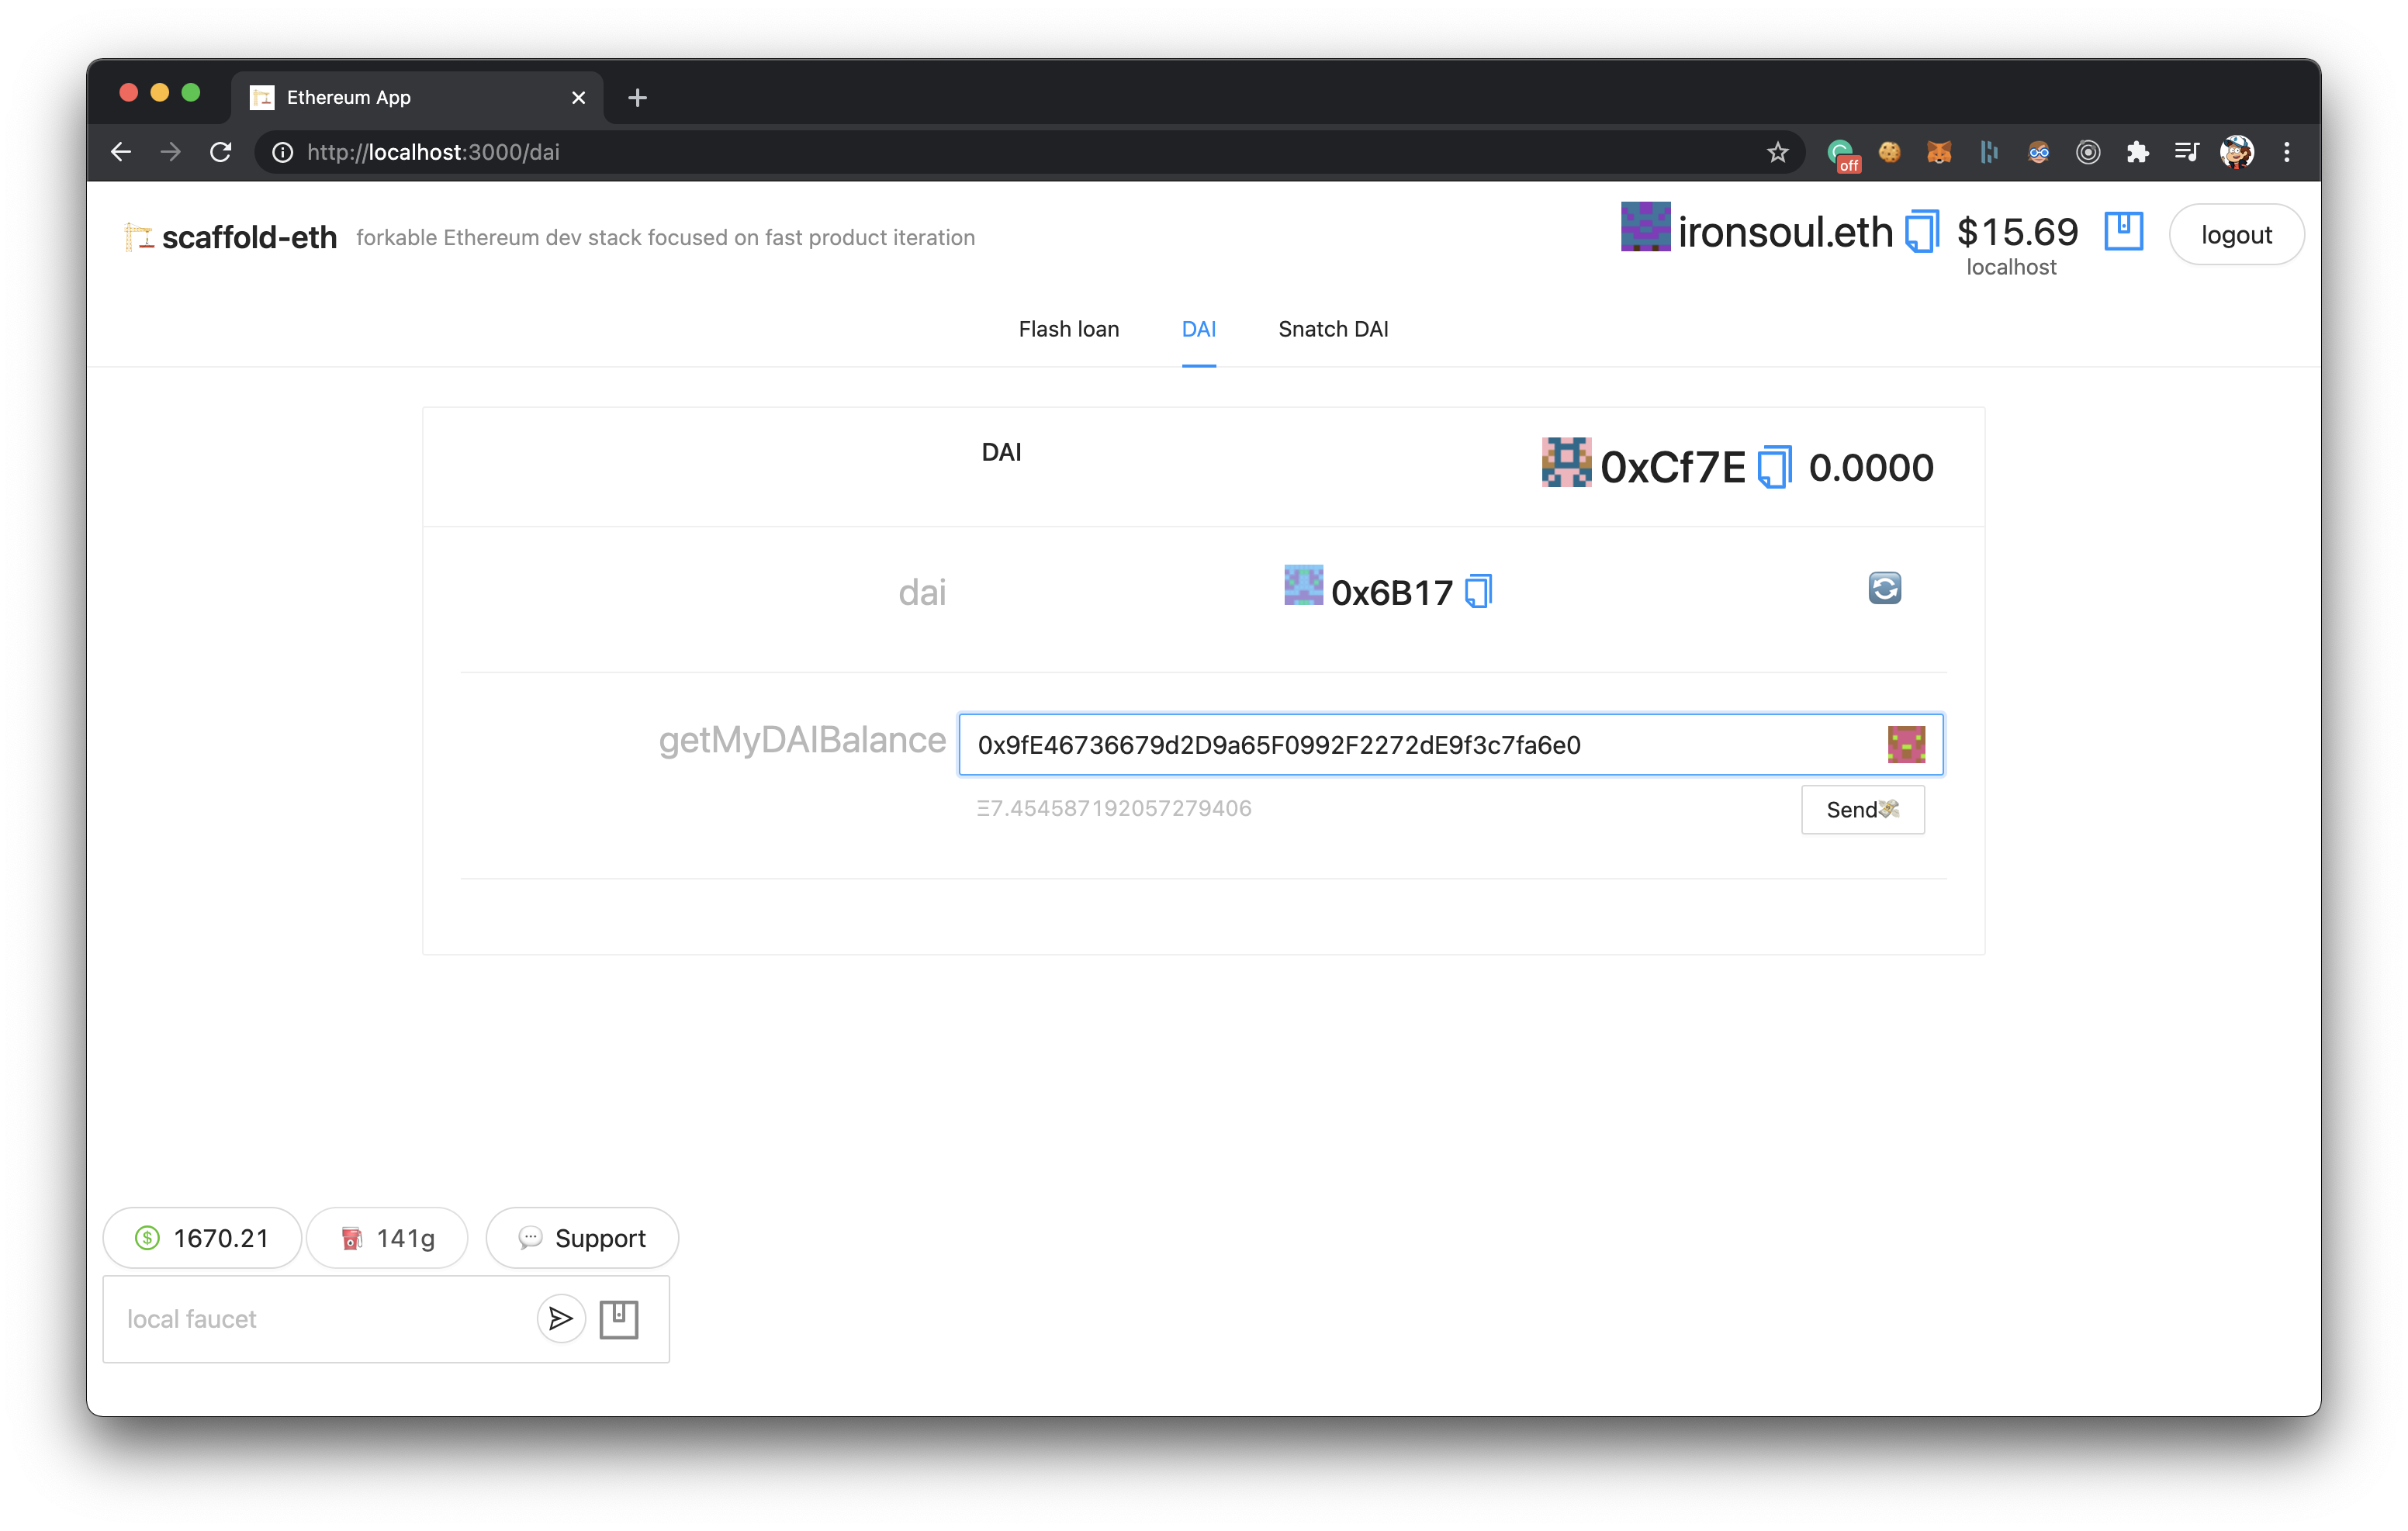 Ethereum App
http://localhost:3000/dai
off
scaffold-eth forkable Ethereum dev stack focused on fast product iteration
ironsoul.eth $15.69 logout
localhost
Flash loan DAI Snatch DAI
DAI
0xCf7E 0.0000
dai 0x6B17
getMyDAIBalance 0x9fE46736679d2D9a65F0992F2272dE9f3c7fa6e0
Ξ7.454587192057279406 Send💸
1670.21 141g Support
local faucet